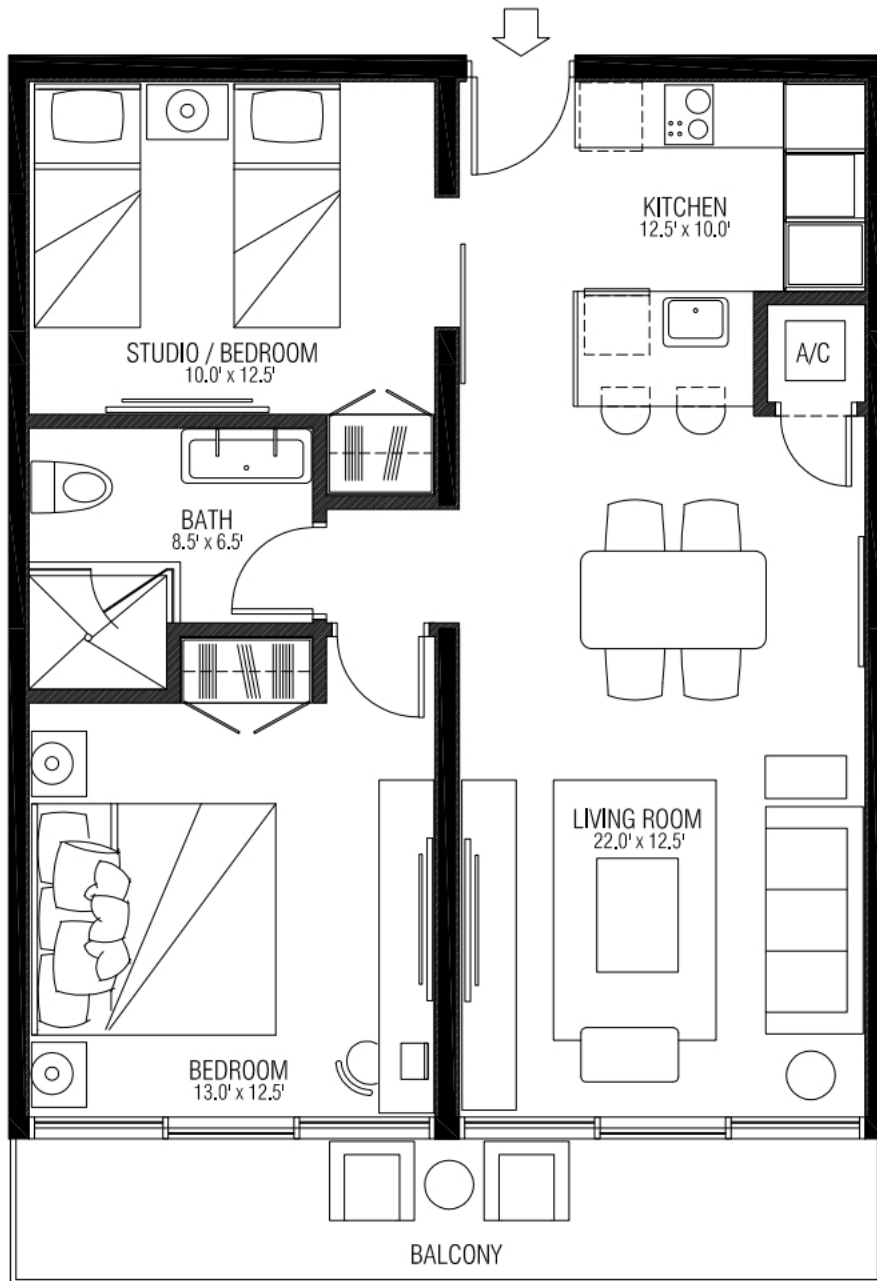 KITCHEN
12.5' x 10.0'
STUDIO / BEDROOM
10.0' x 12.5'
A/C
BATH
8.5' x 6.5'
LIVING ROOM
22.0' x 12.5'
BEDROOM
13.0' x 12.5'
BALCONY